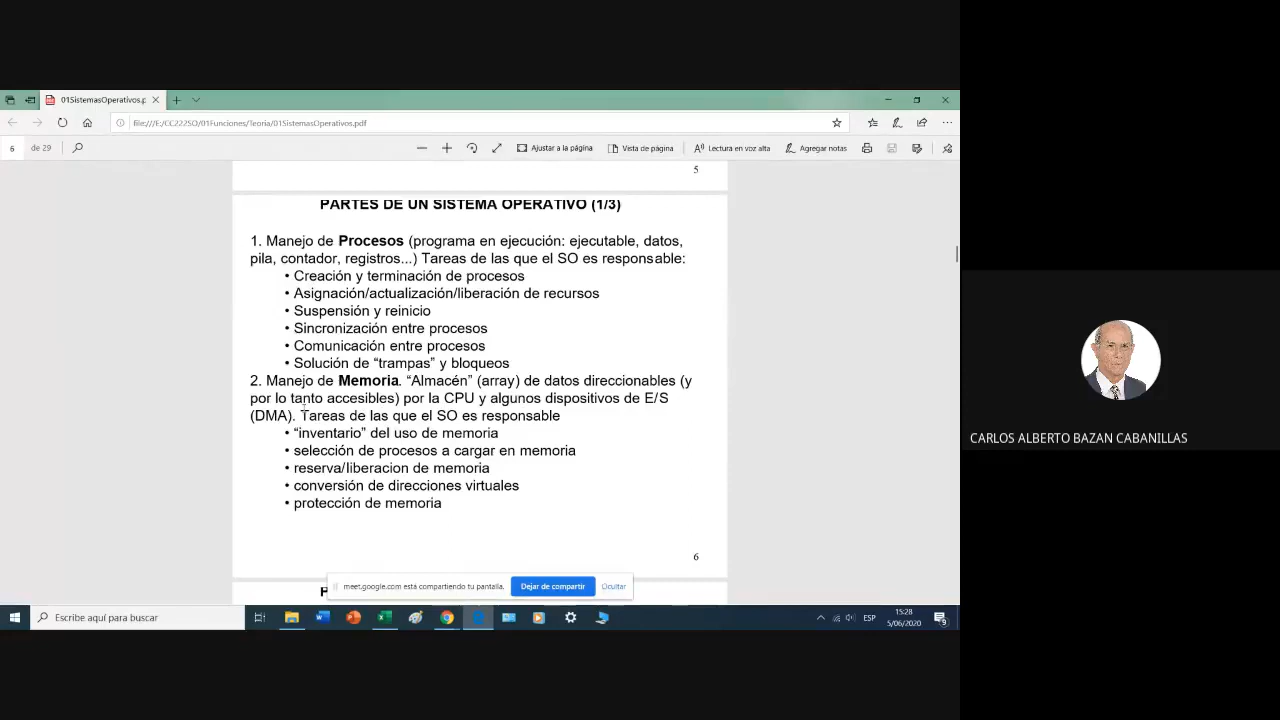 01SistemasOperativos.p
file:///E:/CC222SO/01Funciones/Teoria/01SistemasOperativos.pdf
6 de 29
Ajustar a la página
Vista de página
Lectura en voz alta
Agregar notas
5
PARTES DE UN SISTEMA OPERATIVO (1/3)
1. Manejo de Procesos (programa en ejecución: ejecutable, datos,
pila, contador, registros...) Tareas de las que el SO es responsable:
• Creación y terminación de procesos
• Asignación/actualización/liberación de recursos
• Suspensión y reinicio
• Sincronización entre procesos
• Comunicación entre procesos
• Solución de “trampas” y bloqueos
2. Manejo de Memoria. “Almacén” (array) de datos direccionables (y
por lo tanto accesibles) por la CPU y algunos dispositivos de E/S
(DMA). Tareas de las que el SO es responsable
• “inventario” del uso de memoria
• selección de procesos a cargar en memoria
• reserva/liberacion de memoria
• conversión de direcciones virtuales
• protección de memoria
6
meet.google.com está compartiendo tu pantalla.
Dejar de compartir
Ocultar
Escribe aquí para buscar
ESP
15:28
5/06/2020
CARLOS ALBERTO BAZAN CABANILLAS